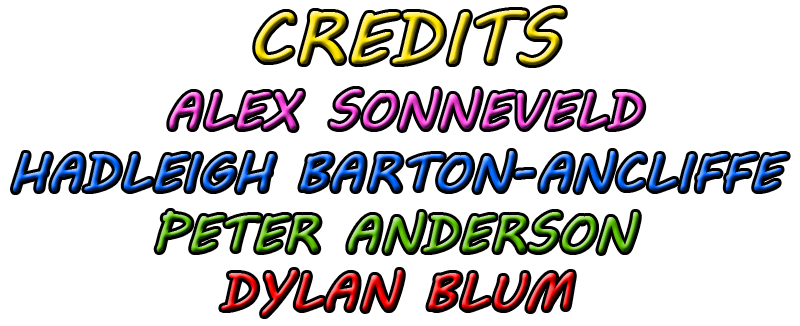 CREDITS
ALEX SONNEVELD
HADLEIGH BARTON-ANCLIFFE
PETER ANDERSON
DYLAN BLUM